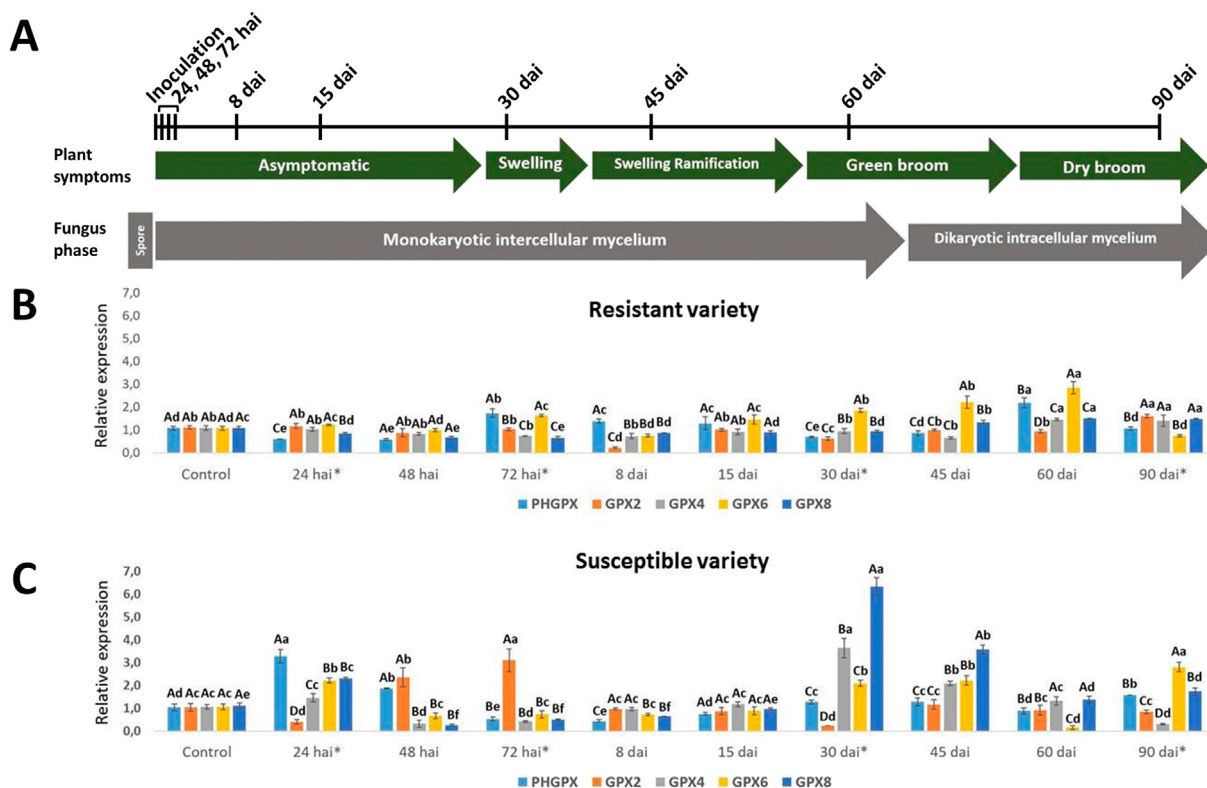 A
Inoculation
24, 48, 72 hai
8 dai
15 dai
30 dai
45 dai
60 dai
90 dai
Plant
symptoms
Asymptomatic
Swelling
Swelling Ramification
Green broom
Dry broom
Fungus
phase
Spore
Monokaryotic intercellular mycelium
Dikaryotic intracellular mycelium
B
Resistant variety
Relative expression
7,0
6,0
5,0
4,0
3,0
2,0
1,0
0,0
Ad Ab Ab Ad Ac
Ce Ab Ab Ac Bd
Ae Ab Ab Ad Ae
Ab Bb Cb Ac Ce
Ac Cd Bd Bd Bd
Ac Ab Ab Ac Ad
Ce Ce Bb Ab Bd
Cd Cb Cb Ab Bb
Ba Db Ca Aa Ca
Bd Aa Aa Bd Aa
Control 24 hai* 48 hai 72 hai* 8 dai 15 dai 30 dai* 45 dai 60 dai 90 dai*
PHGPX GPX2 GPX4 GPX6 GPX8
C
Susceptible variety
Relative expression
7,0
6,0
5,0
4,0
3,0
2,0
1,0
0,0
Ad Ac Ac Ac Ae
Aa Dd Cc Bb Bc
Ab Ab Bd Bc Bf
Be Aa Bd Bc Bf
Ce Ac Ac Bc Bf
Ad Ac Ac Ac Ae
Cc Dd Ba Cb Aa
Cc Cc Bb Bb Ab
Bd Bc Ac Cd Ad
Bb Cc Dd Aa Bd
Control 24 hai* 48 hai 72 hai* 8 dai 15 dai 30 dai* 45 dai 60 dai 90 dai*
PHGPX GPX2 GPX4 GPX6 GPX8